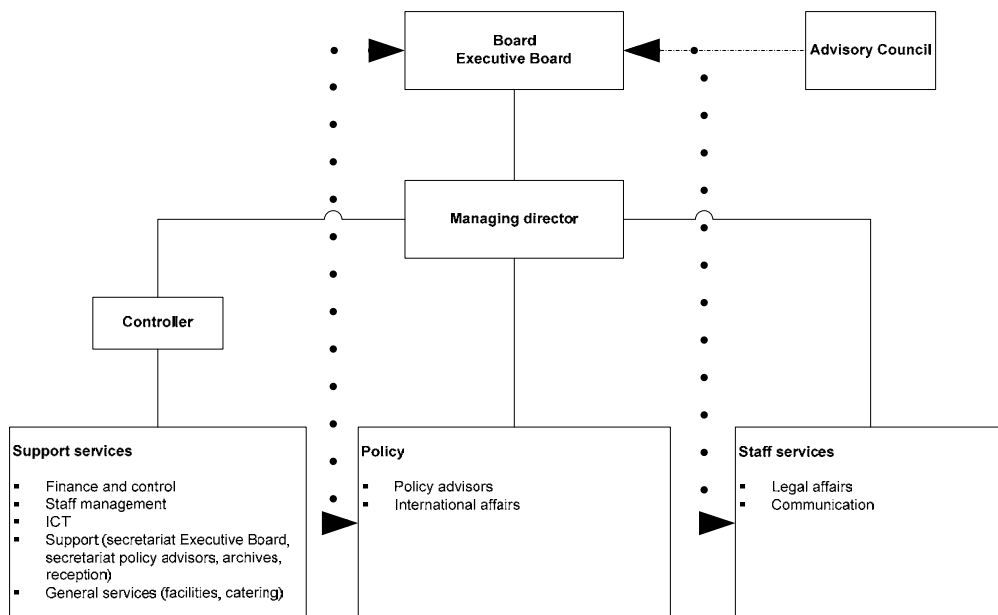 Board
Executive Board
Advisory Council
Managing director
Controller
Support services
▪ Finance and control
▪ Staff management
▪ ICT
▪ Support (secretariat Executive Board,
secretariat policy advisors, archives,
reception)
▪ General services (facilities, catering)
Policy
▪ Policy advisors
▪ International affairs
Staff services
▪ Legal affairs
▪ Communication